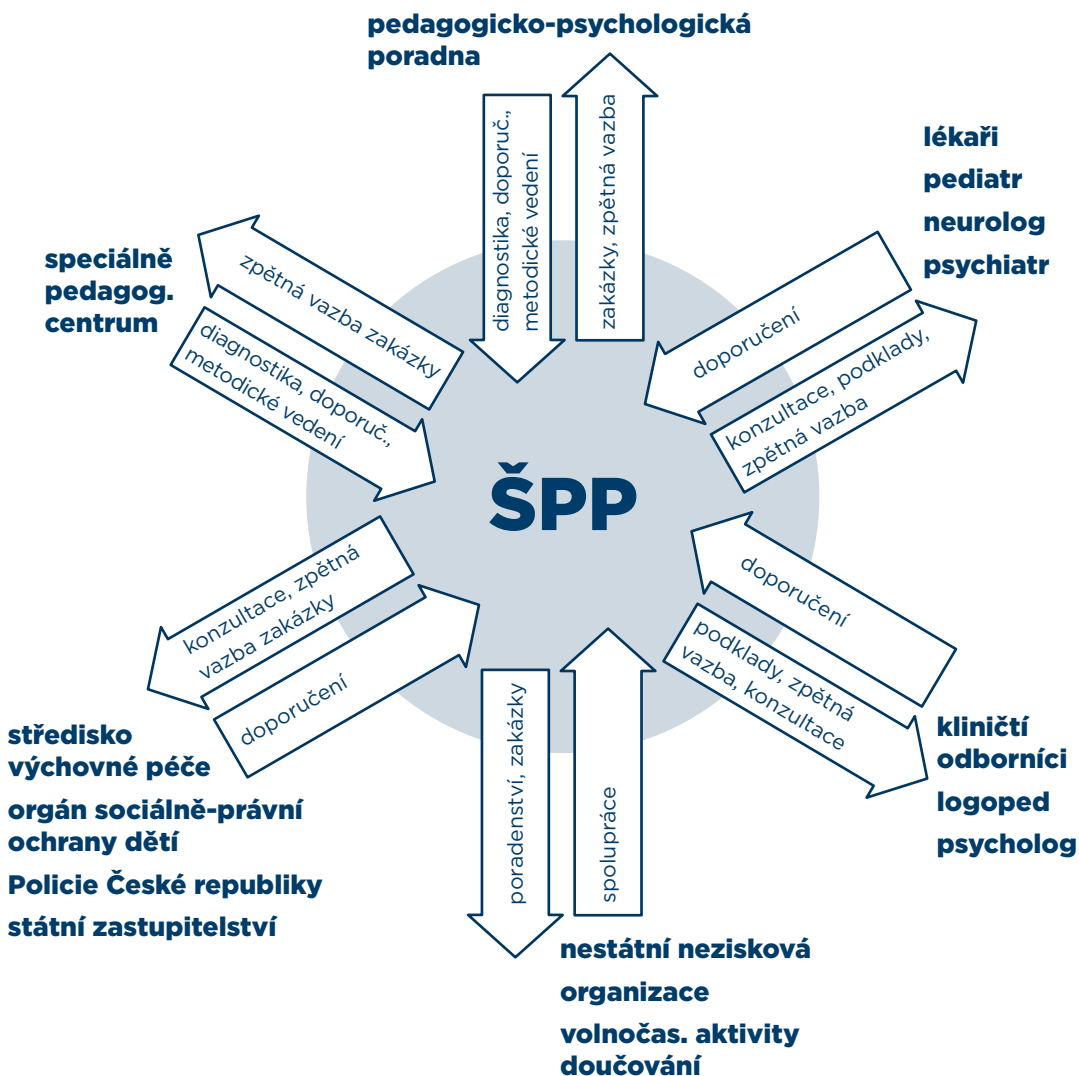 pedagogicko-psychologická
poradna
diagnostika, doporuč.,
metodické vedení
zakázky, zpětná vazba
lékaři
pediatr
neurolog
psychiatr
doporučení
konzultace, podklady,
zpětná vazba
speciálně
pedagog.
centrum
zpětná vazba zakázky
diagnostika, doporuč.,
metodické vedení
ŠPP
konzultace, zpětná
vazba zakázky
doporučení
středisko
výchovné péče
orgán sociálně-právní
ochrany dětí
Policie České republiky
státní zastupitelství
poradenství, zakázky
spolupráce
nestátní nezisková
organizace
volnočas. aktivity
doučování
doporučení
podklady, zpětná
vazba, konzultace
kliničtí
odborníci
logoped
psycholog